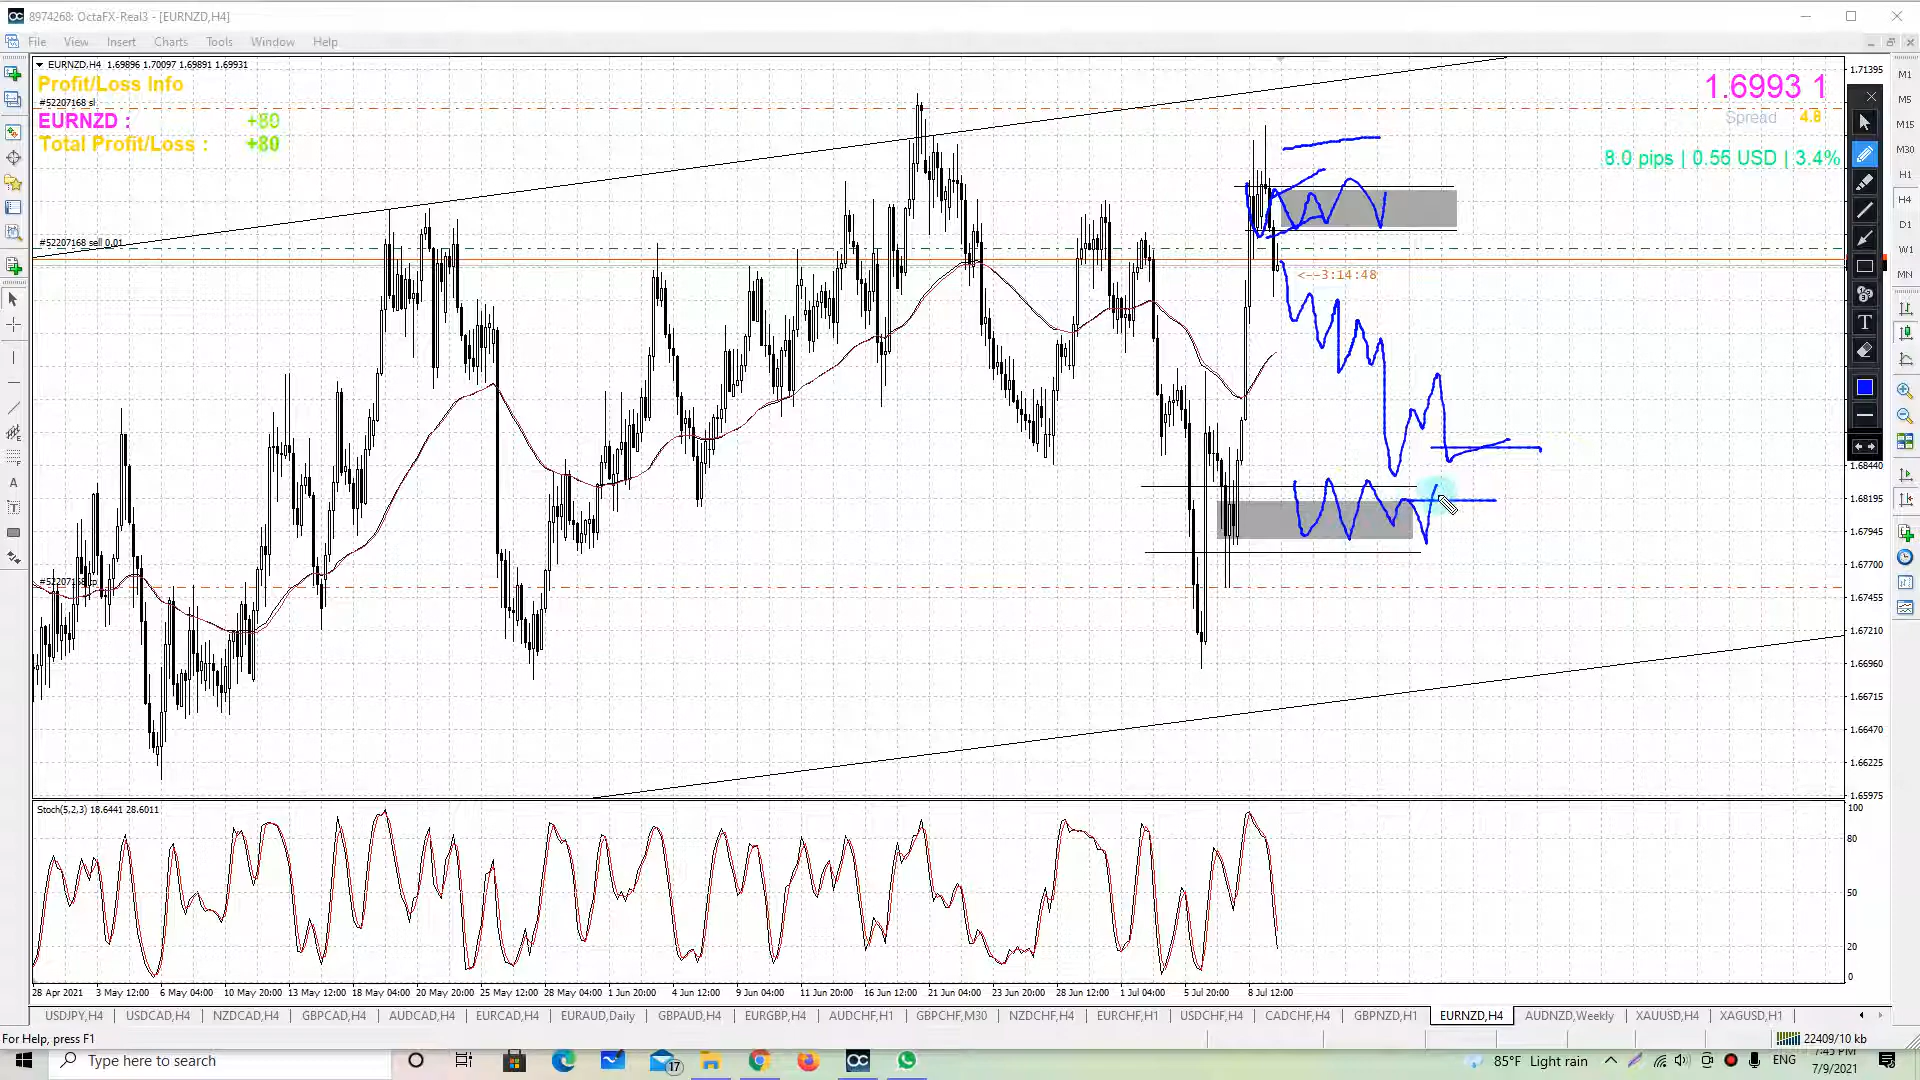 8974268: OctaFX-Real3 - [EURNZD,H4]
File View Insert Charts Tools Window Help
EURNZD,H4 1.69896 1.70097 1.69891 1.69931
Profit/Loss Info
#52207168 sl
EURNZD : +80
Total Profit/Loss : +80
1.6993 1
Spread 4.8
8.0 pips | 0.55 USD | 3.4%
#52207168 sell 0.01
<--3:14:48
1.71395
1.68440
1.68195
1.67945
1.67700
1.67455
1.67210
1.66960
1.66715
1.66470
1.66225
1.65975
M1
M5
M15
M30
H1
H4
D1
W1
MN
Stoch(5,2,3) 18.6441 28.6011
100
80
50
20
0
28 Apr 2021 3 May 12:00 6 May 04:00 10 May 20:00 13 May 12:00 18 May 04:00 20 May 20:00 25 May 12:00 28 May 04:00 1 Jun 20:00 4 Jun 12:00 9 Jun 04:00 11 Jun 20:00 16 Jun 12:00 21 Jun 04:00 23 Jun 20:00 28 Jun 12:00 1 Jul 04:00 5 Jul 20:00 8 Jul 12:00
USDJPY,H4 USDCAD,H4 NZDCAD,H4 GBPCAD,H4 AUDCAD,H4 EURCAD,H4 EURAUD,Daily GBPAUD,H4 EURGBP,H4 AUDCHF,H1 GBPCHF,M30 NZDCHF,H4 EURCHF,H1 USDCHF,H4 CADCHF,H4 GBPNZD,H1 EURNZD,H4 AUDNZD,Weekly XAUUSD,H4 XAGUSD,H1
For Help, press F1
22409/10 kb
Type here to search
17
85°F Light rain
ENG
7:45 PM
7/9/2021